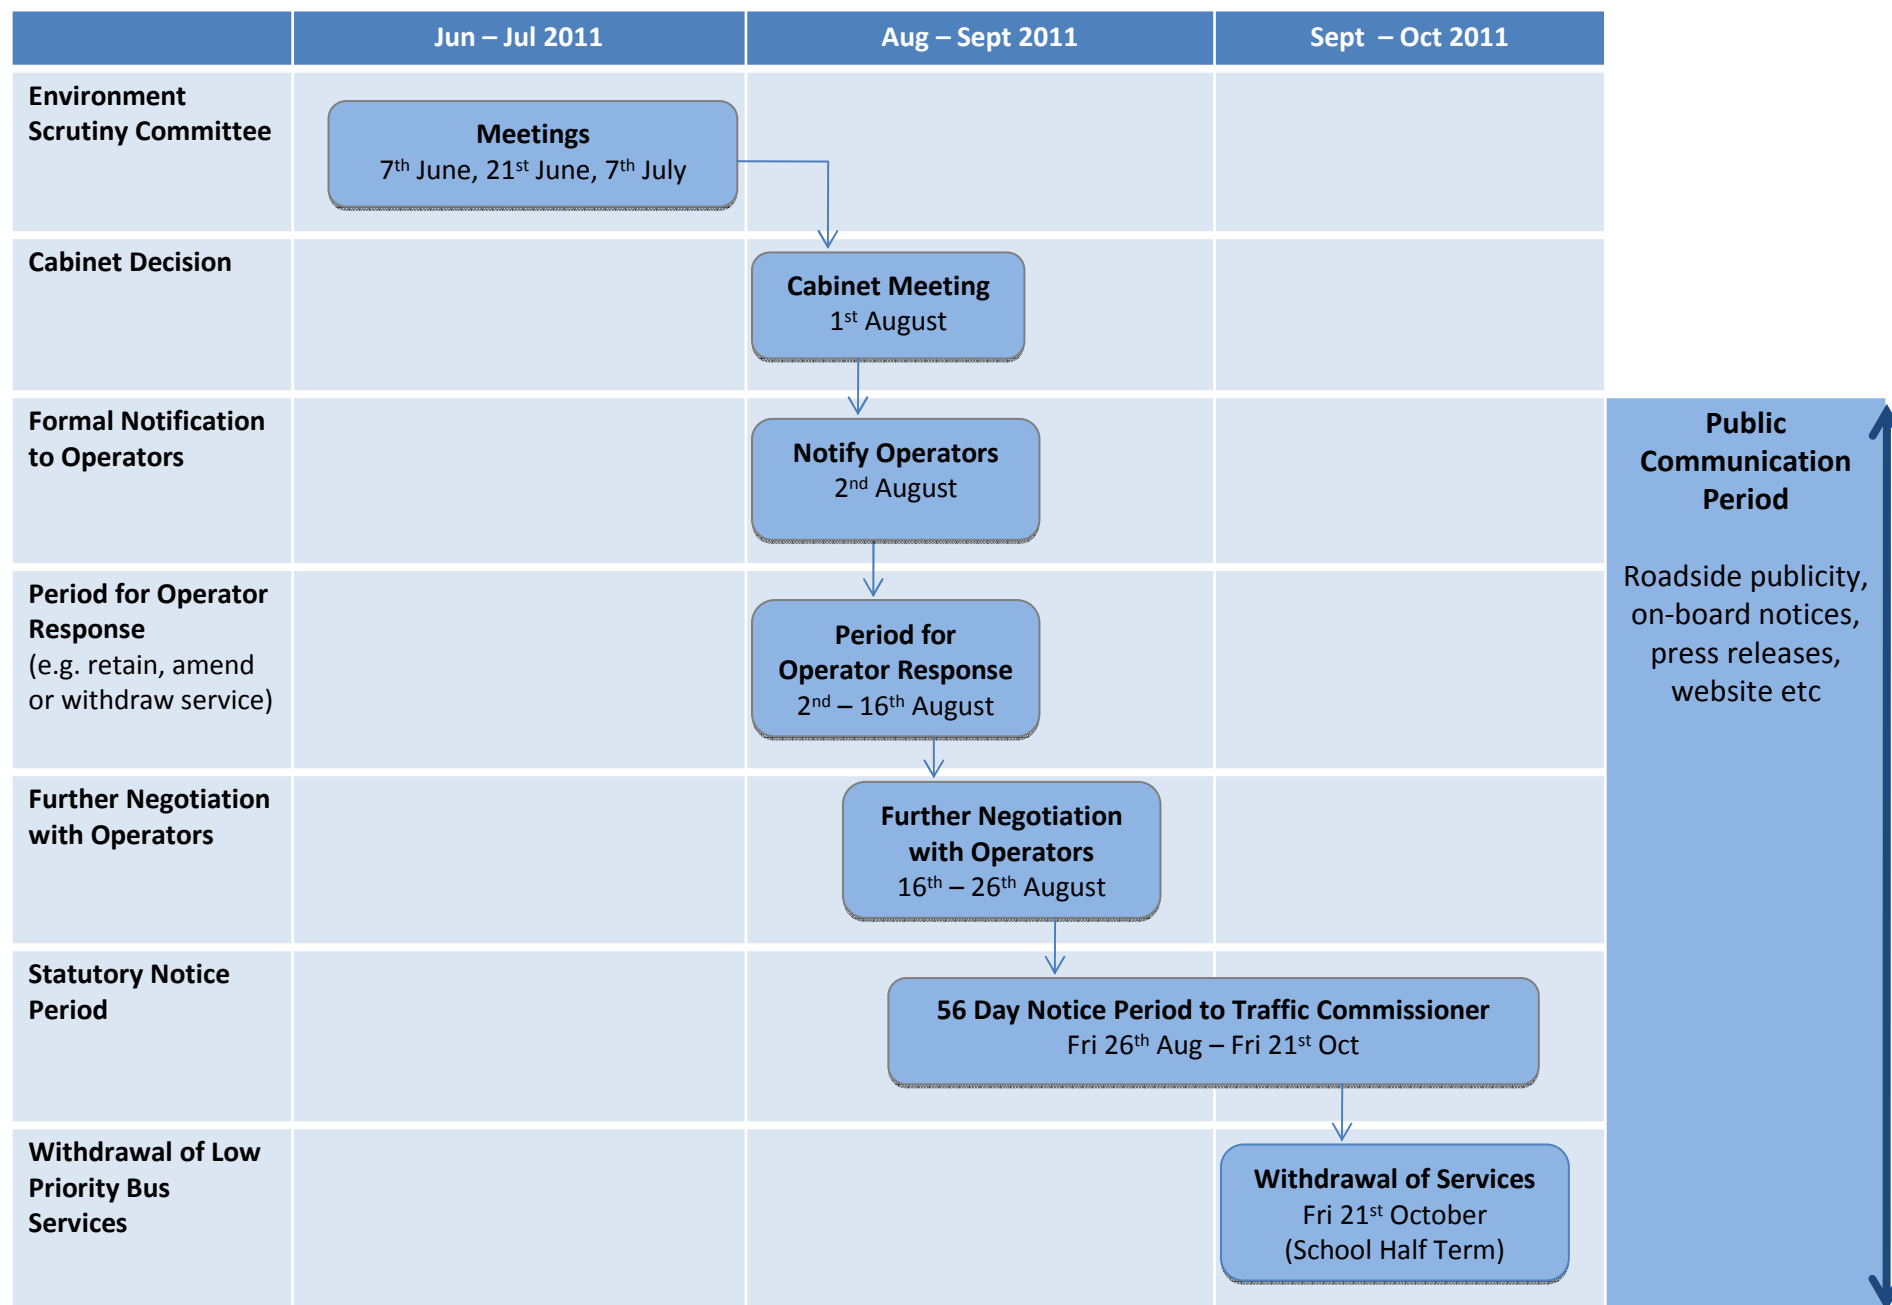 Jun – Jul 2011
Aug – Sept 2011
Sept – Oct 2011
Environment
Scrutiny Committee
Meetings
7th June, 21st June, 7th July
Cabinet Decision
Cabinet Meeting
1st August
Formal Notification
to Operators
Notify Operators
2nd August
Public
Communication
Period
Roadside publicity,
on-board notices,
press releases,
website etc
Period for Operator
Response
(e.g. retain, amend
or withdraw service)
Period for
Operator Response
2nd – 16th August
Further Negotiation
with Operators
Further Negotiation
with Operators
16th – 26th August
Statutory Notice
Period
56 Day Notice Period to Traffic Commissioner
Fri 26th Aug – Fri 21st Oct
Withdrawal of Low
Priority Bus
Services
Withdrawal of Services
Fri 21st October
(School Half Term)